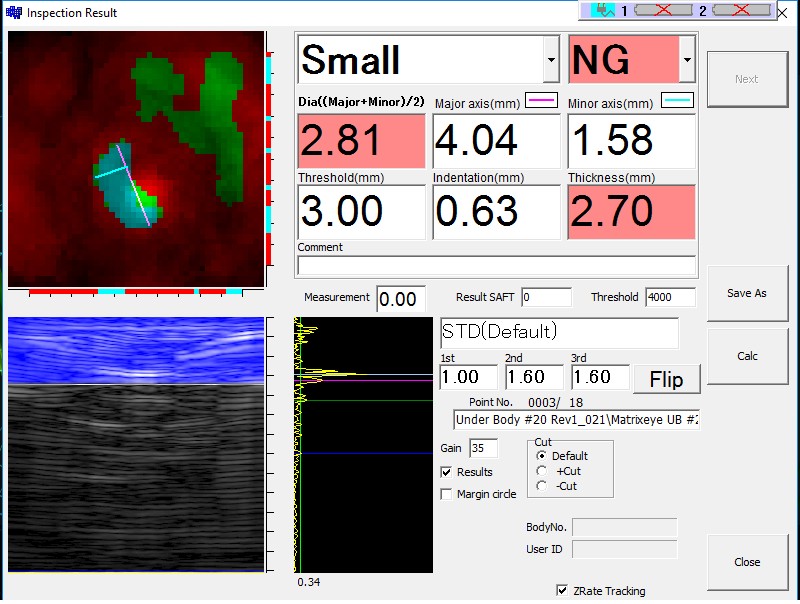 Inspection Result
1 2
Small
NG
Next
Dia((Major+Minor)/2) Major axis(mm) Minor axis(mm)
2.81 4.04 1.58
Threshold(mm) Indentation(mm) Thickness(mm)
3.00 0.63 2.70
Comment
Measurement 0.00 Result SAFT 0 Threshold 4000
Save As
STD(Default)
1st 2nd 3rd
1.00 1.60 1.60 Flip
Calc
Point No. 0003/ 18
Under Body #20 Rev1_021\Matrixeye UB #2
Gain 35
Cut
Default
+Cut
-Cut
Results
Margin circle
BodyNo.
User ID
Close
0.34
ZRate Tracking